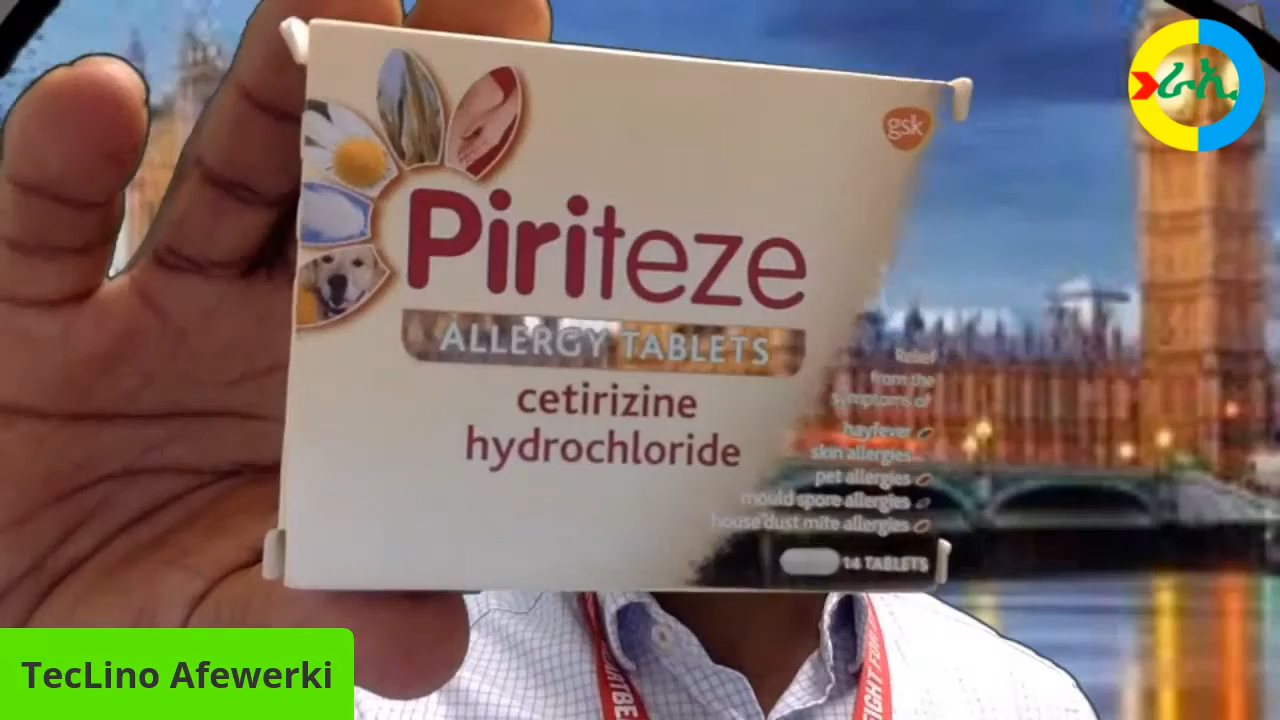 ራእይ
gsk
Piriteze
ALLERGY TABLETS
cetirizine
hydrochloride
Relief
from the
symptoms of
hayfever
skin allergies
pet allergies
mould spore allergies
house dust mite allergies
14 TABLETS
TecLino Afewerki